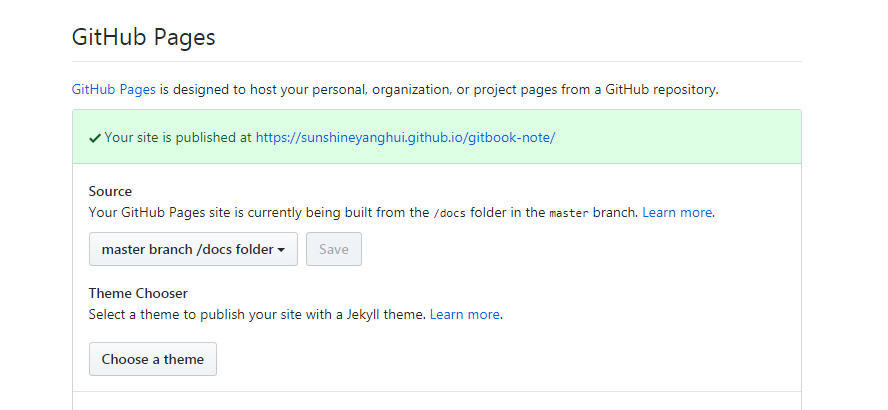 GitHub Pages
GitHub Pages is designed to host your personal, organization, or project pages from a GitHub repository.
Your site is published at https://sunshineyanghui.github.io/gitbook-note/
Source
Your GitHub Pages site is currently being built from the /docs folder in the master branch. Learn more.
master branch /docs folder
Save
Theme Chooser
Select a theme to publish your site with a Jekyll theme. Learn more.
Choose a theme